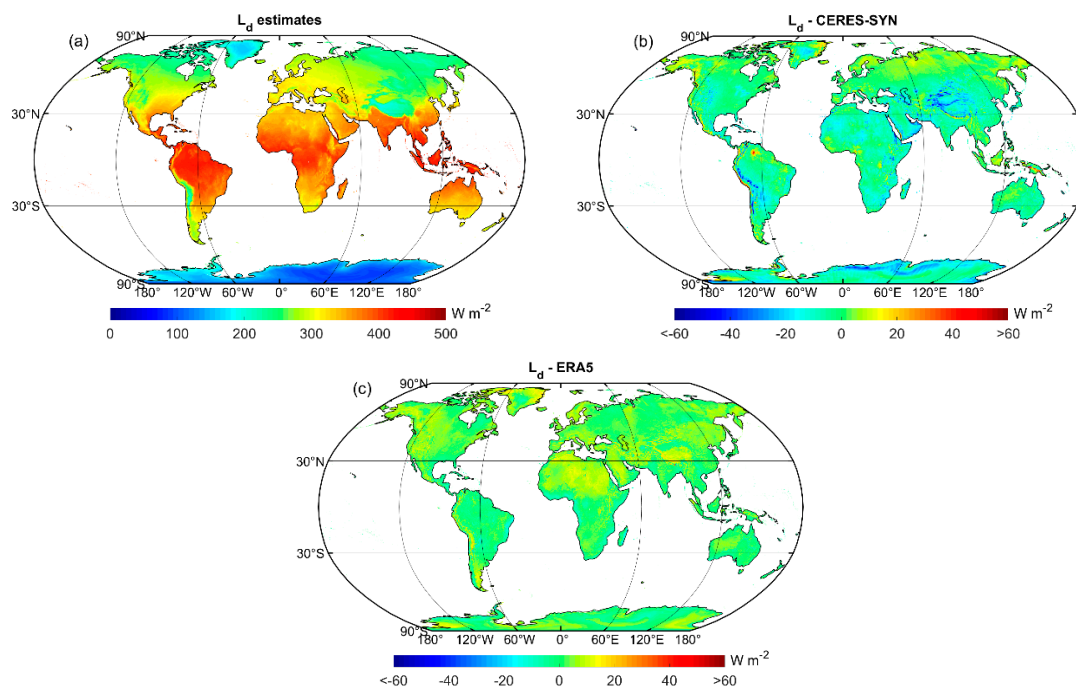 L_d estimates
(a)
90°N
30°N
30°S
90°S
180° 120°W 60°W 0° 60°E 120°E 180°
0 100 200 300 400 500 W m⁻²
L_d - CERES-SYN
(b)
90°N
30°N
30°S
90°S
180° 120°W 60°W 0° 60°E 120°E 180°
<-60 -40 -20 0 20 40 >60 W m⁻²
L_d - ERA5
(c)
90°N
30°N
30°S
90°S
180° 120°W 60°W 0° 60°E 120°E 180°
<-60 -40 -20 0 20 40 >60 W m⁻²